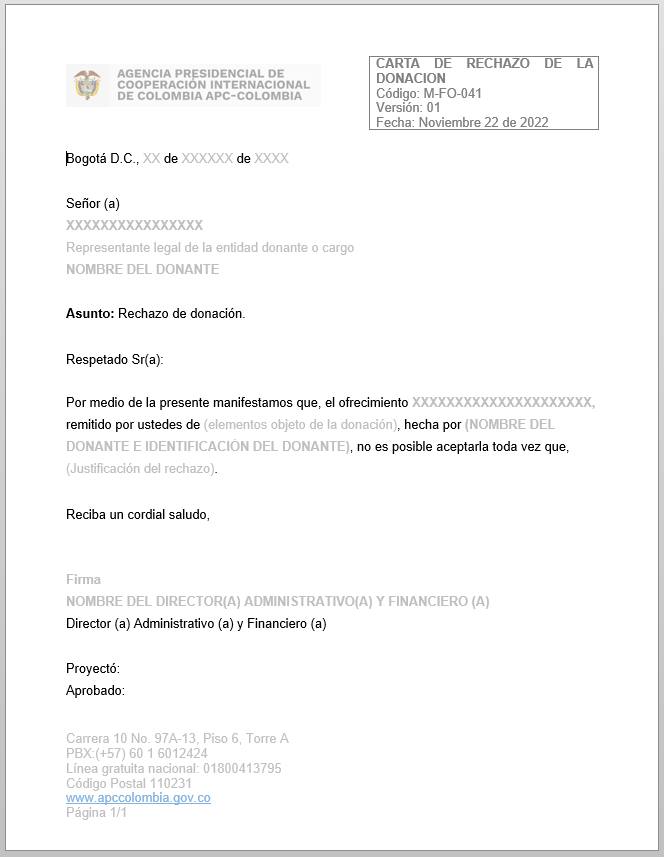 AGENCIA PRESIDENCIAL DE
COOPERACIÓN INTERNACIONAL
DE COLOMBIA APC-COLOMBIA
CARTA DE RECHAZO DE LA
DONACION
Código: M-FO-041
Versión: 01
Fecha: Noviembre 22 de 2022
Bogotá D.C., XX de XXXXXX de XXXX
Señor (a)
XXXXXXXXXXXXXXXX
Representante legal de la entidad donante o cargo
NOMBRE DEL DONANTE
Asunto: Rechazo de donación.
Respetado Sr(a):
Por medio de la presente manifestamos que, el ofrecimiento XXXXXXXXXXXXXXXXXXXXX,
remitido por ustedes de (elementos objeto de la donación), hecha por (NOMBRE DEL
DONANTE E IDENTIFICACIÓN DEL DONANTE), no es posible aceptarla toda vez que,
(Justificación del rechazo).
Reciba un cordial saludo,
Firma
NOMBRE DEL DIRECTOR(A) ADMINISTRATIVO(A) Y FINANCIERO (A)
Director (a) Administrativo (a) y Financiero (a)
Proyectó:
Aprobado:
Carrera 10 No. 97A-13, Piso 6, Torre A
PBX:(+57) 60 1 6012424
Línea gratuita nacional: 01800413795
Código Postal 110231
www.apccolombia.gov.co
Página 1/1